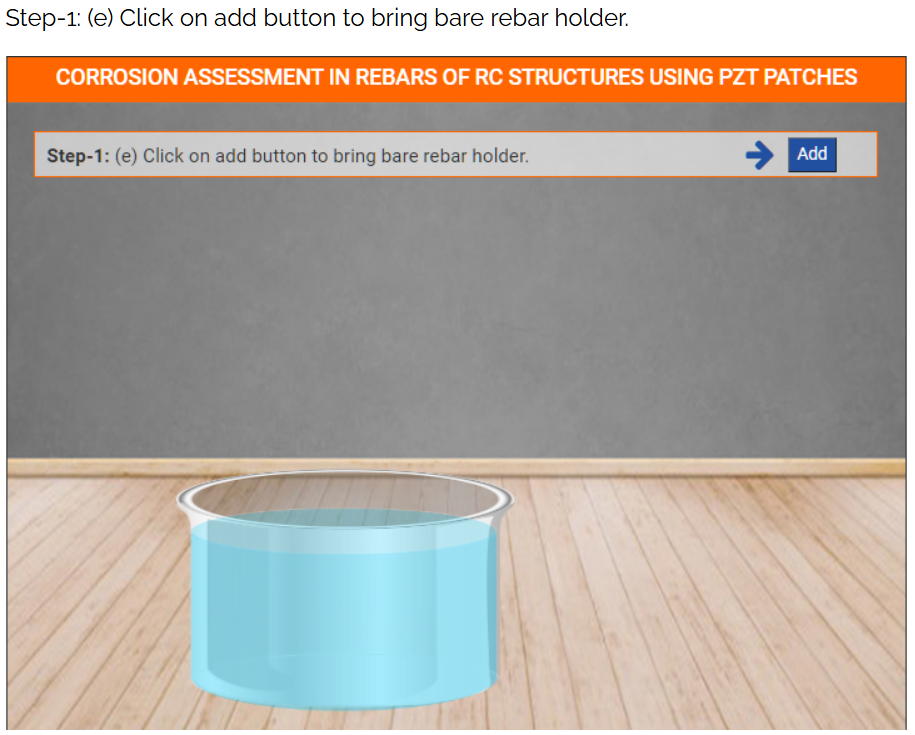 Step-1: (e) Click on add button to bring bare rebar holder.
CORROSION ASSESSMENT IN REBARS OF RC STRUCTURES USING PZT PATCHES
Step-1: (e) Click on add button to bring bare rebar holder.
Add